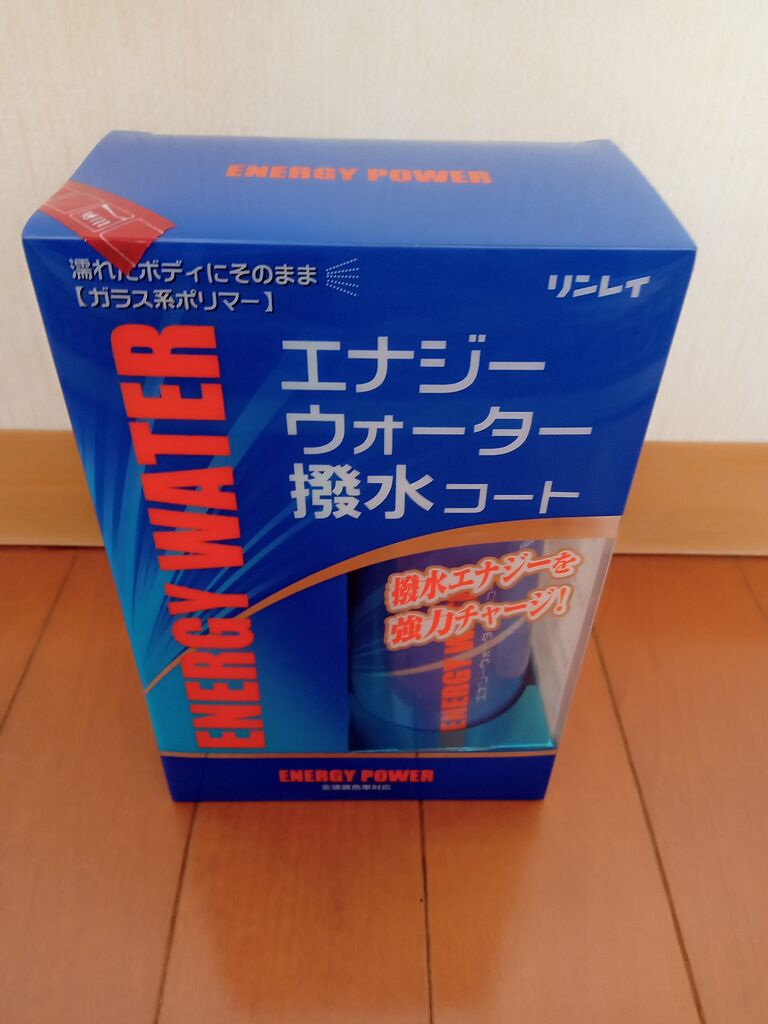 ENERGY POWER
濡れたボディにそのまま
【ガラス系ポリマー】
リンレイ
ENERGY WATER
エナジー
ウォーター
撥水コート
撥水エナジーを
強力チャージ!
ENERGY POWER
全塗装色車対応